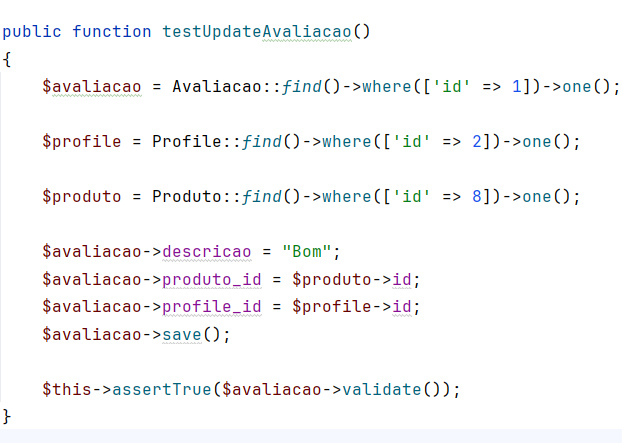 public function testUpdateAvaliacao()
{
    $avaliacao = Avaliacao::find()->where(['id' => 1])->one();
    $profile = Profile::find()->where(['id' => 2])->one();
    $produto = Produto::find()->where(['id' => 8])->one();
    $avaliacao->descricao = "Bom";
    $avaliacao->produto_id = $produto->id;
    $avaliacao->profile_id = $profile->id;
    $avaliacao->save();
    $this->assertTrue($avaliacao->validate());
}